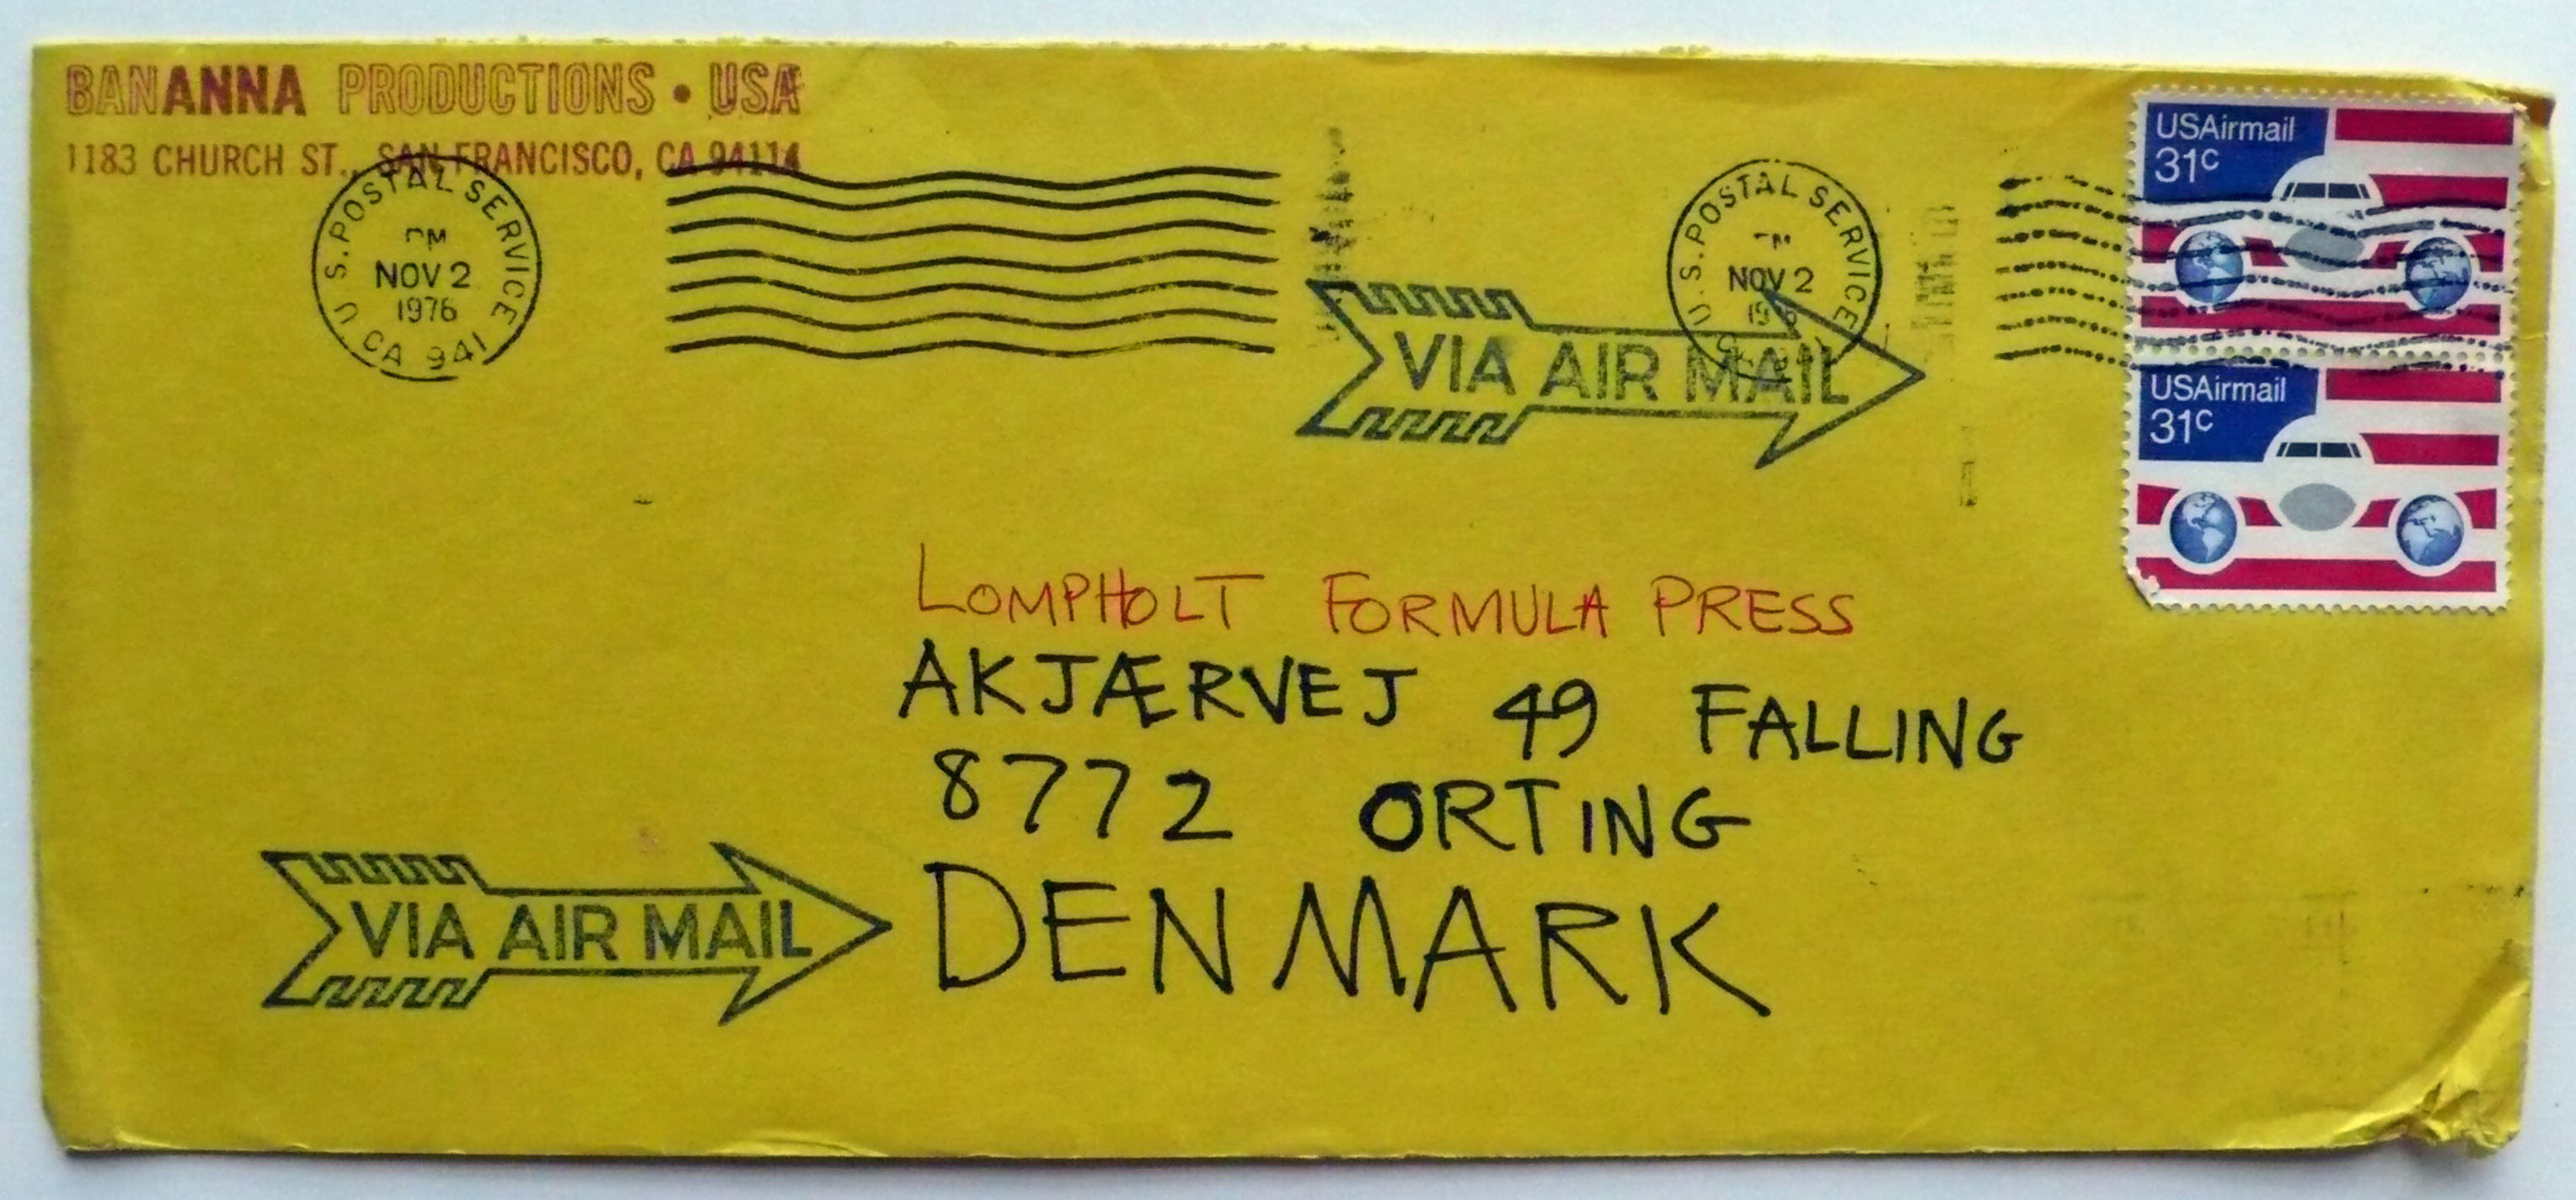 BANANNA PRODUCTIONS • USA
1183 CHURCH ST., SAN FRANCISCO, CA 94114
U.S. POSTAL SERVICE
PM
NOV 2
1976
CA 941
U.S. POSTAL SERVICE
NOV 2
VIA AIR MAIL
USAirmail
31c
USAirmail
31c
LOMPHOLT FORMULA PRESS
AKJÆRVEJ 49 FALLING
8772 ORTING
VIA AIR MAIL
DENMARK